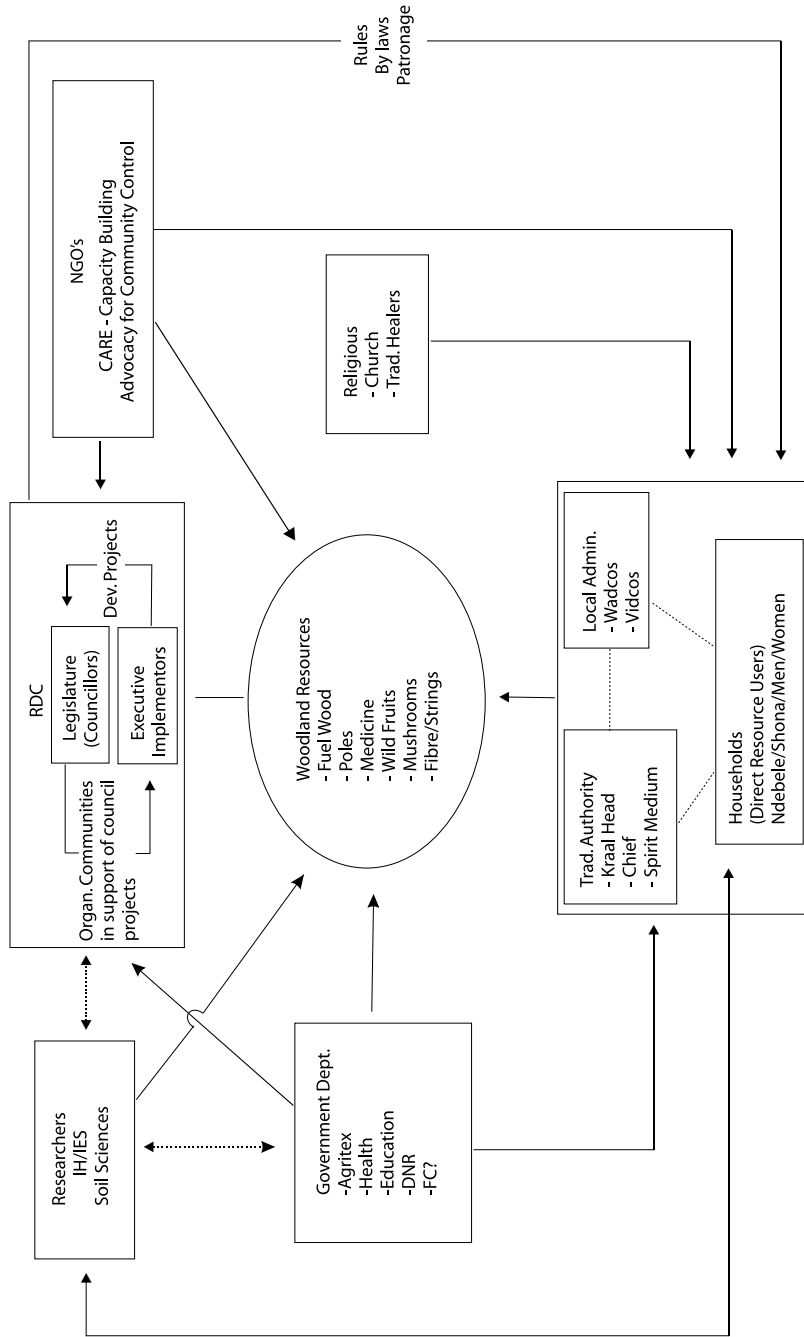 Researchers
IH/IES
Soil Sciences
RDC
Legislature
(Councillors)
Executive
Implementors
Dev. Projects
Organ. Communities
in support of council
projects
NGO's
CARE - Capacity Building
Advocacy for Community Control
Rules
By laws
Patronage
Government Dept.
-Agritex
-Health
-Education
-DNR
-FC?
Woodland Resources
- Fuel Wood
- Poles
- Medicine
- Wild Fruits
- Mushrooms
- Fibre/Strings
Religious
- Church
- Trad. Healers
Trad. Authority
- Kraal Head
- Chief
- Spirit Medium
Local Admin.
- Wadcos
- Vidcos
Households
(Direct Resource Users)
Ndebele/Shona/Men/Women